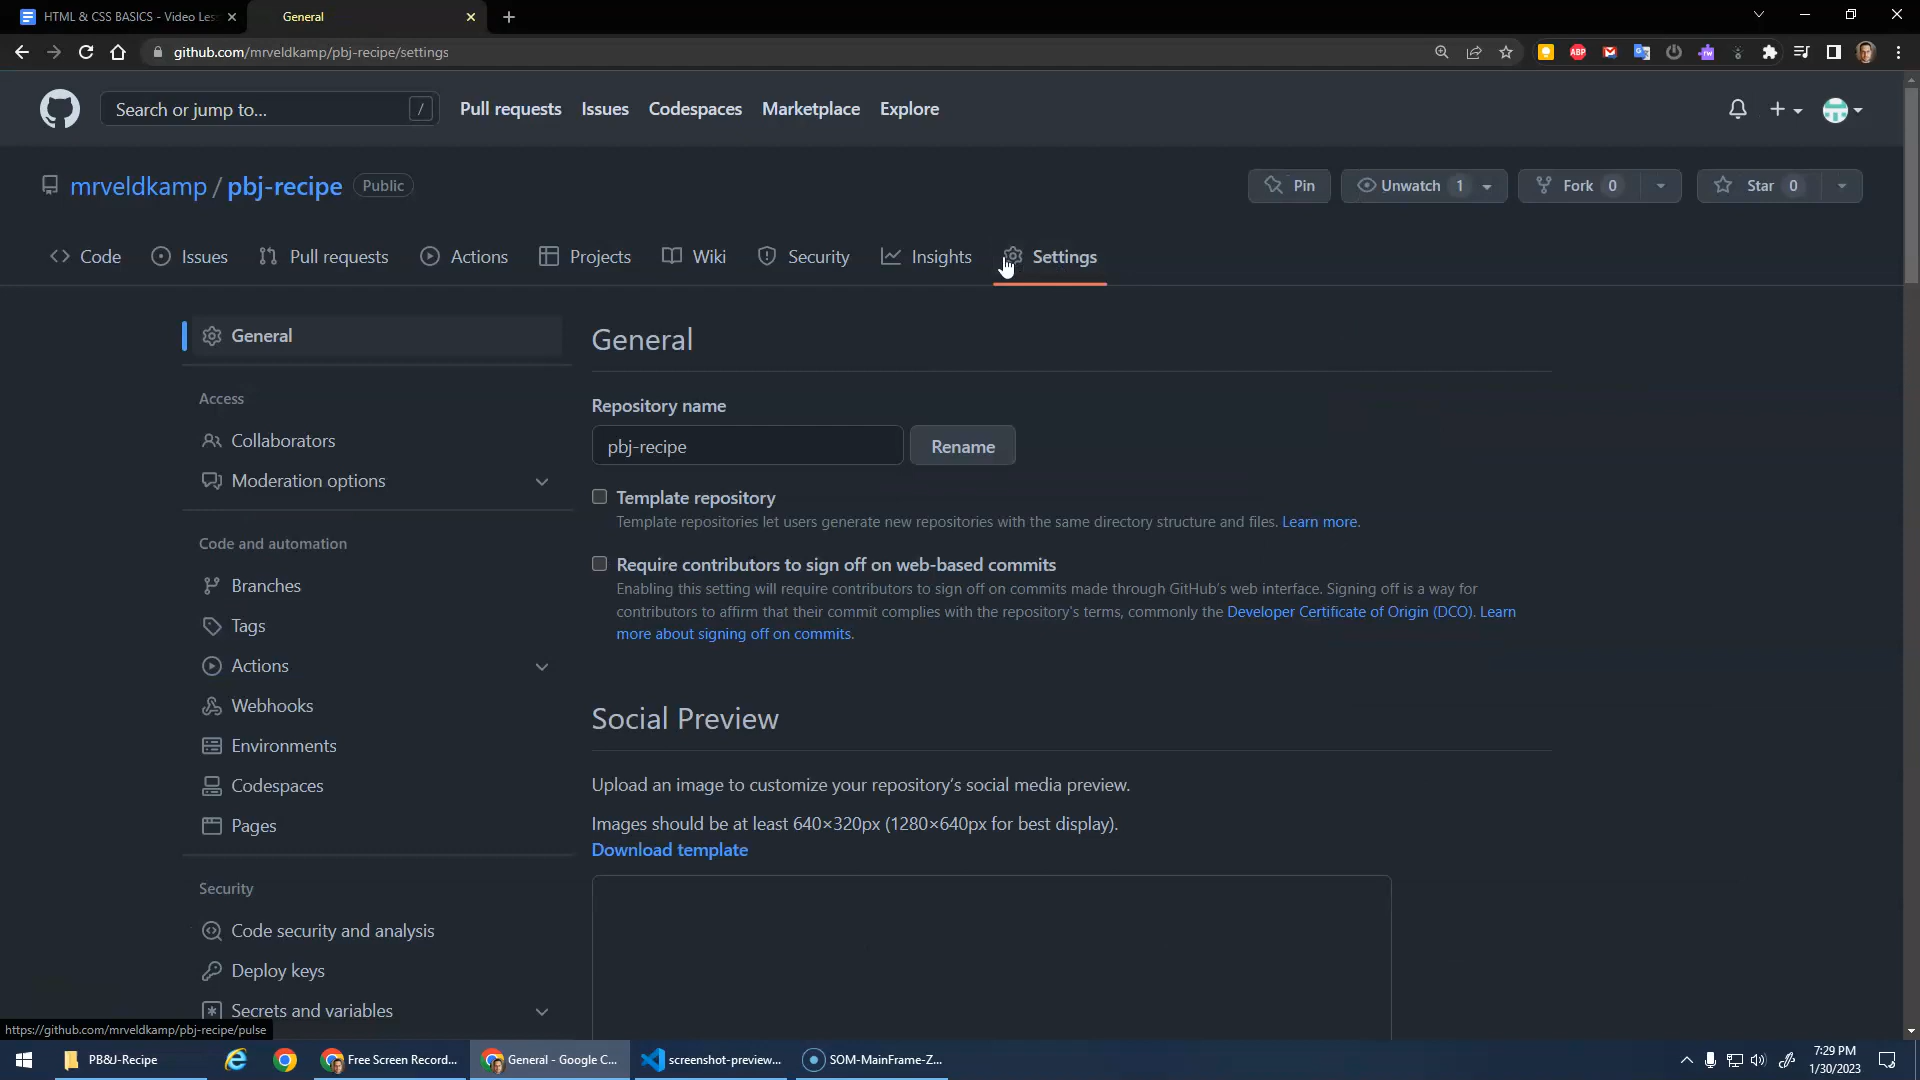 HTML & CSS BASICS - Video Les
General
github.com/mrveldkamp/pbj-recipe/settings
Search or jump to...
/
Pull requests
Issues
Codespaces
Marketplace
Explore
mrveldkamp / pbj-recipe
Public
Pin
Unwatch 1
Fork 0
Star 0
Code
Issues
Pull requests
Actions
Projects
Wiki
Security
Insights
Settings
General
Access
Collaborators
Moderation options
Code and automation
Branches
Tags
Actions
Webhooks
Environments
Codespaces
Pages
Security
Code security and analysis
Deploy keys
Secrets and variables
General
Repository name
pbj-recipe
Rename
Template repository
Template repositories let users generate new repositories with the same directory structure and files. Learn more.
Require contributors to sign off on web-based commits
Enabling this setting will require contributors to sign off on commits made through GitHub's web interface. Signing off is a way for
contributors to affirm that their commit complies with the repository's terms, commonly the Developer Certificate of Origin (DCO). Learn
more about signing off on commits.
Social Preview
Upload an image to customize your repository's social media preview.
Images should be at least 640×320px (1280×640px for best display).
Download template
https://github.com/mrveldkamp/pbj-recipe/pulse
PB&J-Recipe
Free Screen Record...
General - Google C...
screenshot-preview...
SOM-MainFrame-Z...
7:29 PM
1/30/2023